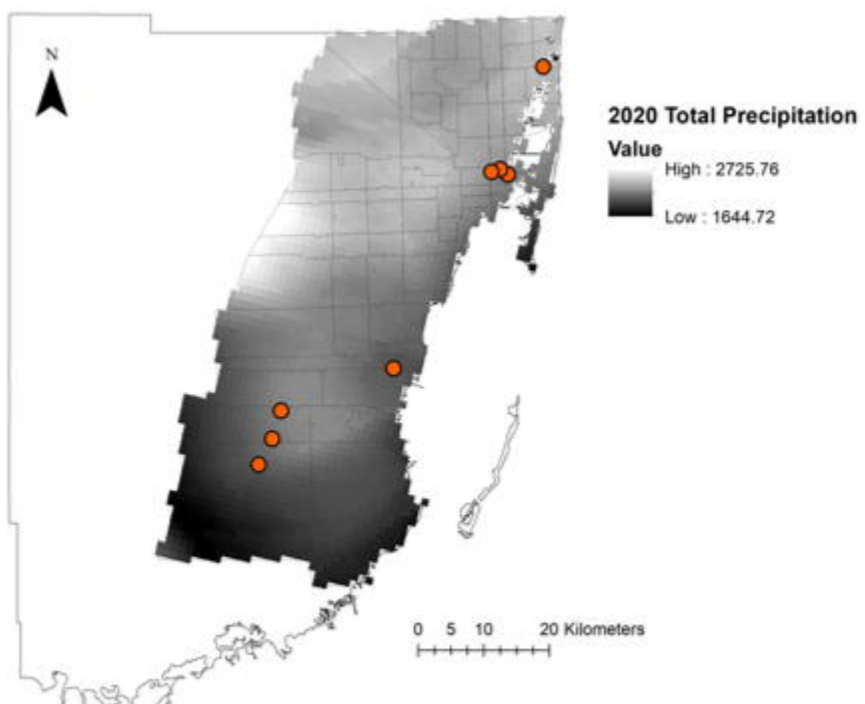 N
2020 Total Precipitation
Value
High : 2725.76
Low : 1644.72
0 5 10 20 Kilometers